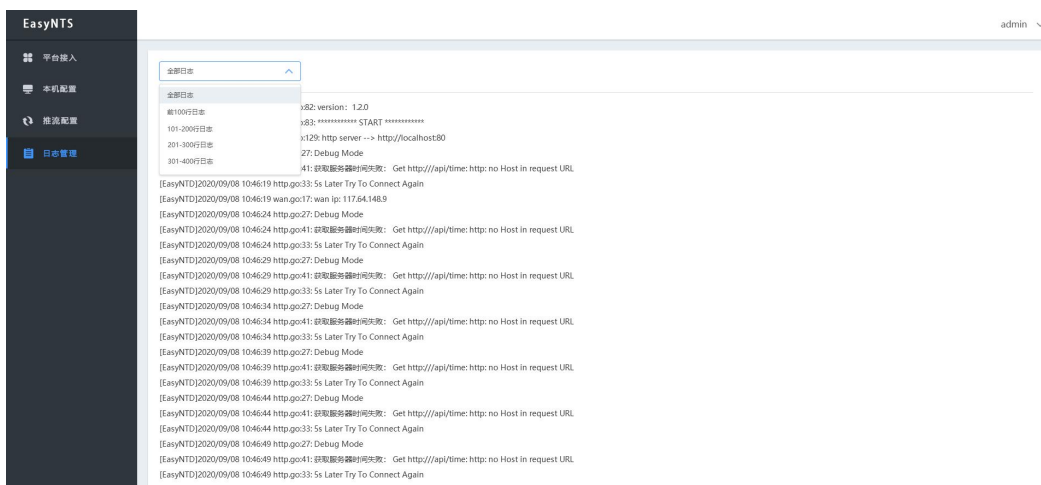 EasyNTS
admin
平台接入
本机配置
推流配置
日志管理
全部日志
全部日志
前100行日志
101-200行日志
201-300行日志
301-400行日志
:82: version： 1.2.0
:83: ************ START ************
:129: http server --> http://localhost:80
27: Debug Mode
41: 获取服务器时间失败： Get http:///api/time: http: no Host in request URL
[EasyNTD]2020/09/08 10:46:19 http.go:33: 5s Later Try To Connect Again
[EasyNTD]2020/09/08 10:46:19 wan.go:17: wan ip: 117.64.148.9
[EasyNTD]2020/09/08 10:46:24 http.go:27: Debug Mode
[EasyNTD]2020/09/08 10:46:24 http.go:41: 获取服务器时间失败： Get http:///api/time: http: no Host in request URL
[EasyNTD]2020/09/08 10:46:24 http.go:33: 5s Later Try To Connect Again
[EasyNTD]2020/09/08 10:46:29 http.go:27: Debug Mode
[EasyNTD]2020/09/08 10:46:29 http.go:41: 获取服务器时间失败： Get http:///api/time: http: no Host in request URL
[EasyNTD]2020/09/08 10:46:29 http.go:33: 5s Later Try To Connect Again
[EasyNTD]2020/09/08 10:46:34 http.go:27: Debug Mode
[EasyNTD]2020/09/08 10:46:34 http.go:41: 获取服务器时间失败： Get http:///api/time: http: no Host in request URL
[EasyNTD]2020/09/08 10:46:34 http.go:33: 5s Later Try To Connect Again
[EasyNTD]2020/09/08 10:46:39 http.go:27: Debug Mode
[EasyNTD]2020/09/08 10:46:39 http.go:41: 获取服务器时间失败： Get http:///api/time: http: no Host in request URL
[EasyNTD]2020/09/08 10:46:39 http.go:33: 5s Later Try To Connect Again
[EasyNTD]2020/09/08 10:46:44 http.go:27: Debug Mode
[EasyNTD]2020/09/08 10:46:44 http.go:41: 获取服务器时间失败： Get http:///api/time: http: no Host in request URL
[EasyNTD]2020/09/08 10:46:44 http.go:33: 5s Later Try To Connect Again
[EasyNTD]2020/09/08 10:46:49 http.go:27: Debug Mode
[EasyNTD]2020/09/08 10:46:49 http.go:41: 获取服务器时间失败： Get http:///api/time: http: no Host in request URL
[EasyNTD]2020/09/08 10:46:49 http.go:33: 5s Later Try To Connect Again